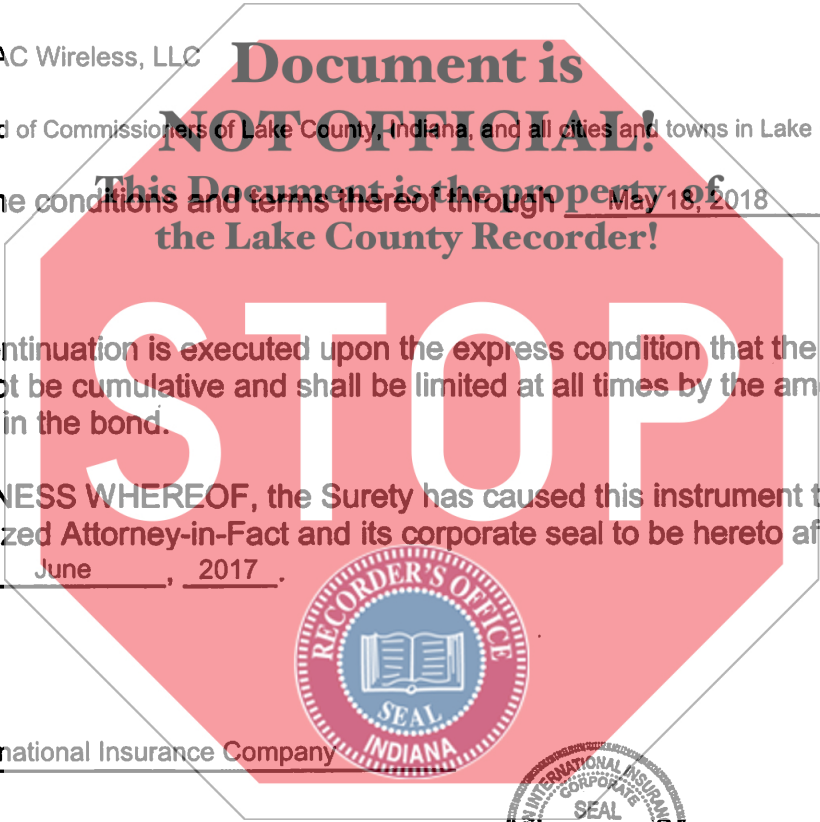 AC Wireless, LLC
Document is
NOT OFFICIAL!
d of Commissioners of Lake County, Indiana, and all cities and towns in Lake
This Document is the property of
he conditions and terms thereof through May 18, 2018
the Lake County Recorder!
STOP
ntinuation is executed upon the express condition that the
ot be cumulative and shall be limited at all times by the am
in the bond.
NESS WHEREOF, the Surety has caused this instrument t
zed Attorney-in-Fact and its corporate seal to be hereto af
June, 2017.
RECORDER'S OFFICE
SEAL
INDIANA
national Insurance Company
N INTERNATIONAL INSURAN
CORPORATE
SEAL